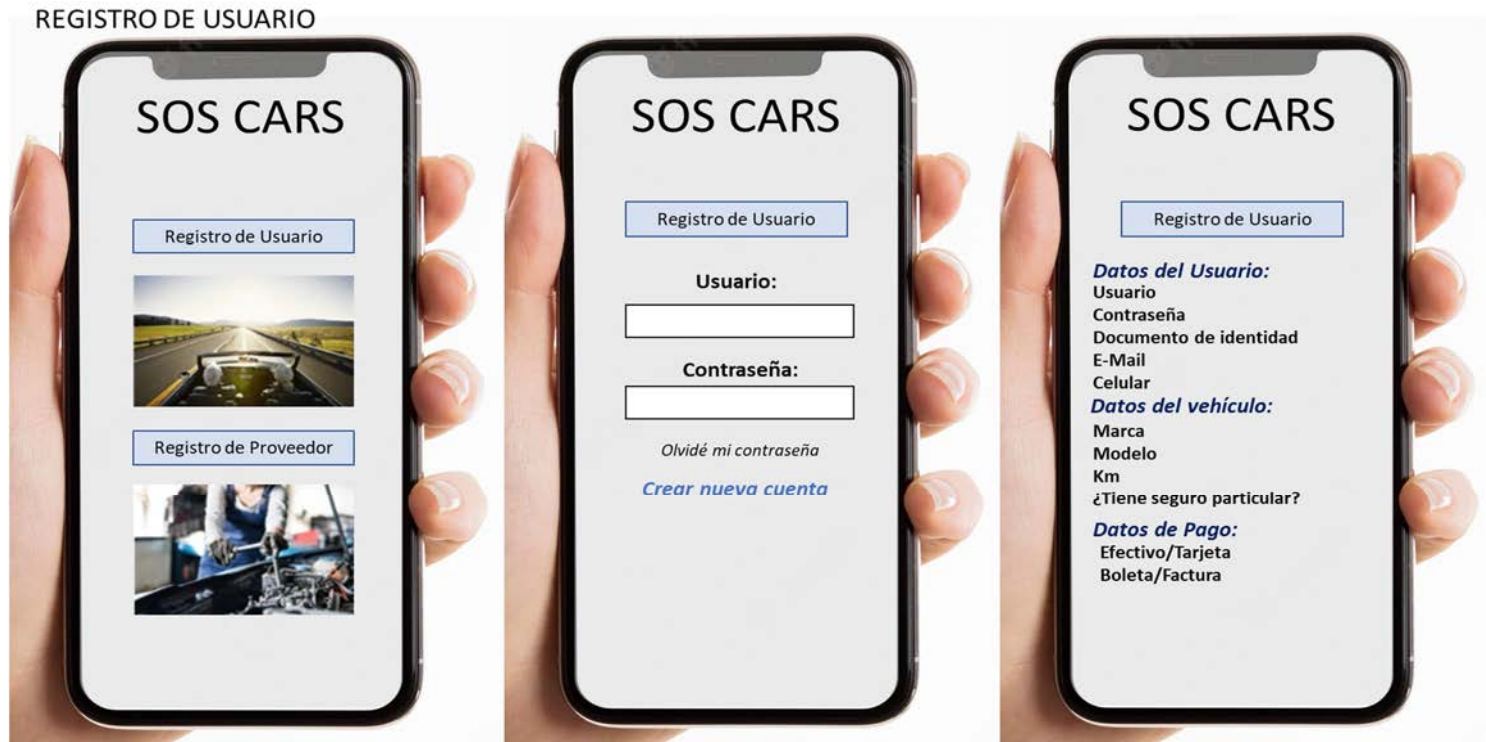 REGISTRO DE USUARIO
SOS CARS
Registro de Usuario
Registro de Proveedor
SOS CARS
Registro de Usuario
Usuario:
Contraseña:
Olvidé mi contraseña
Crear nueva cuenta
SOS CARS
Registro de Usuario
Datos del Usuario:
Usuario
Contraseña
Documento de identidad
E-Mail
Celular
Datos del vehículo:
Marca
Modelo
Km
¿Tiene seguro particular?
Datos de Pago:
Efectivo/Tarjeta
Boleta/Factura